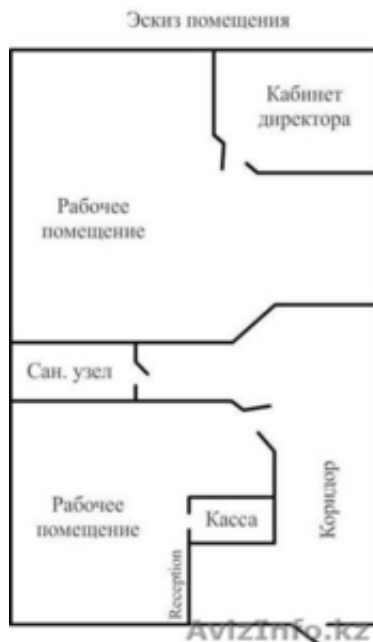 Эскиз помещения
Кабинет
директора
Рабочее
помещение
Сан. узел
Рабочее
помещение
Касса
Коридор
Reception
AvizInfo.kz